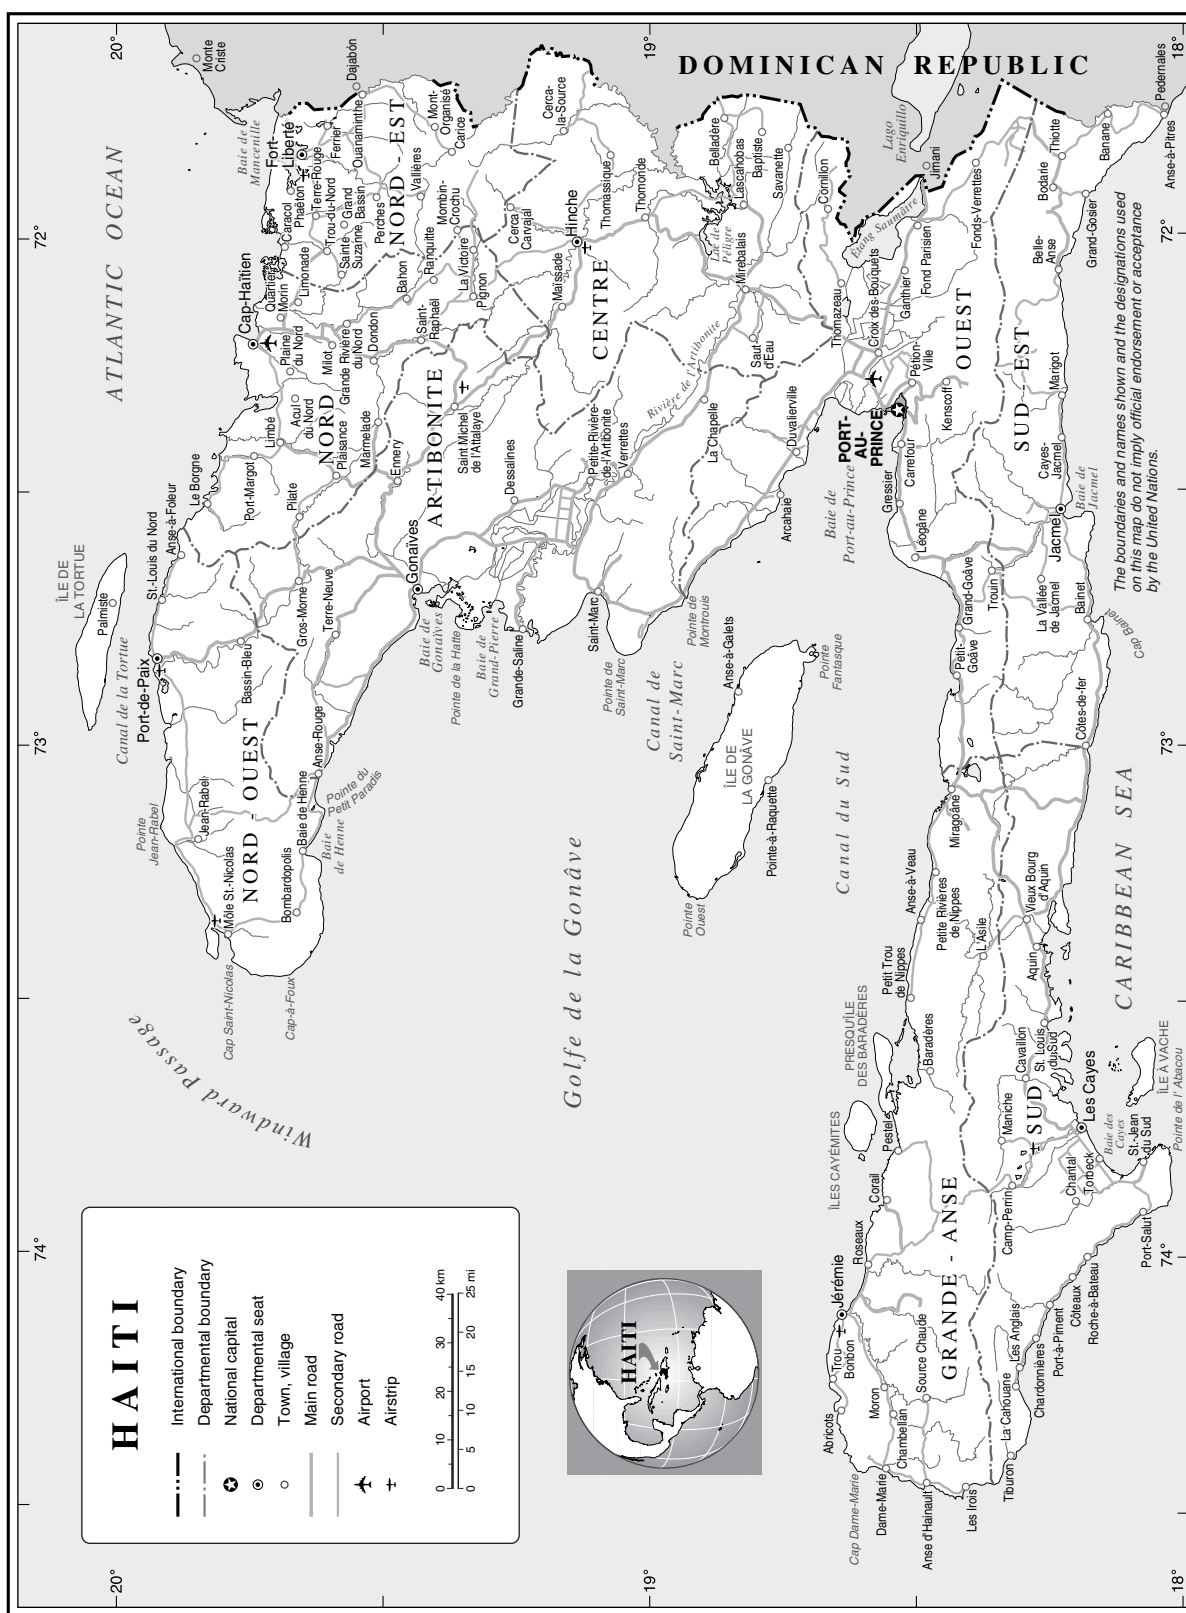 HAITI
International boundary
Departmental boundary
National capital
Departmental seat
Town, village
Main road
Secondary road
Airport
Airstrip
0 10 20 30 40 km
0 5 10 15 20 25 mi
HAITI
74°
73°
72°
20°
19°
18°
20°
19°
18°
74°
73°
72°
ATLANTIC OCEAN
CARIBBEAN SEA
DOMINICAN REPUBLIC
Windward Passage
Golfe de la Gonâve
Canal de la Tortue
Canal de
Saint-Marc
Canal du Sud
ÎLE DE
LA TORTUE
Palmiste
Pointe
Jean-Rabel
Cap Saint-Nicolas
Cap-à-Foux
Môle St.-Nicolas
Bombardopolis
Jean-Rabel
Baie de Henne
Baie
de Henne
Pointe du
Petit Paradis
Anse-Rouge
NORD - OUEST
Port-de-Paix
Bassin-Bleu
St.-Louis du Nord
Anse-à-Foleur
Le Borgne
Port-Margot
Limbé
Acul
du Nord
Plaine
du Nord
Cap-Haïtien
Quartier
Morin
Limonade
Caracol
Phaëton
Terre-Rouge
Trou-du-Nord
Sainte
Suzanne
Grand
Bassin
Fort-
Liberté
Baie de
Mancenille
Monte
Criste
Dajabón
Ferrier
Ouanaminthe
Perches
NORD - EST
Vallières
Mont-
Organisé
Carice
Mombin-
Crochu
Milot
Grande Rivière
du Nord
Dondon
Bahon
Ranquitte
Saint-
Raphaël
La Victoire
Pignon
NORD
Pilate
Plaisance
Marmelade
Gros-Morne
Terre-Neuve
Ennery
Gonaïves
ARTIBONITE
Saint Michel
de l'Attalaye
Dessalines
Baie de
Gonaïves
Pointe de la Hatte
Baie de
Grand-Pierre
Grande-Saline
Petite-Rivière-
de-l'Artibonite
Verrettes
Rivière de l'Artibonite
La Chapelle
Saint-Marc
Pointe de
Saint-Marc
Pointe de
Montrouis
Cerca
Carvajal
Cerca-
la-Source
Maïssade
Hinche
Thomassique
Thomonde
CENTRE
Lac de
Péligre
Mirebalais
Saut-
d'Eau
Lascahobas
Belladère
Baptiste
Savanette
Cornillon
Duvalierville
Arcahaie
Thomazeau
Croix des Bouquets
Étang Saumâtre
Lago
Enriquillo
Jimaní
Ganthier
Fond Parisien
Fonds-Verrettes
PORT-
AU-
PRINCE
Baie de
Port-au-Prince
Pétion-
Ville
Kenscoff
Carrefour
Gressier
Léogâne
OUEST
ÎLE DE
LA GONÂVE
Anse-à-Galets
Pointe-à-Raquette
Pointe
Ouest
Pointe
Fantasque
Grand-Goâve
Petit-
Goâve
Trouin
La Vallée
de Jacmel
Jacmel
Baie de
Jacmel
Cayes-
Jacmel
Marigot
SUD - EST
Belle-
Anse
Grand-Gosier
Bodarie
Thiotte
Banane
Anse-à-Pitres
Pedernales
Bainet
Cap Bainet
Côtes-de-fer
Miragoâne
Anse-à-Veau
Petite Rivières
de Nippes
Petit Trou
de Nippes
L'Asile
Vieux Bourg
d'Aquin
Aquin
Baradères
PRESQU'ÎLE
DES BARADÈRES
ÎLES CAYÉMITES
Pestel
Corail
Roseaux
Jérémie
Trou
Bonbon
Abricots
Moron
Chambellan
Source Chaude
Cap Dame-Marie
Dame-Marie
Anse d'Hainault
Les Irois
GRANDE - ANSE
Tiburon
La Cahouane
Les Anglais
Chardonnières
Port-à-Piment
Côteaux
Roche-à-Bateau
Port-Salut
Camp-Perrin
Maniche
Cavaillon
St. Louis
du Sud
SUD
Les Cayes
Chantal
Torbeck
Baie des
Cayes
St.-Jean
du Sud
Pointe de l' Abacou
ÎLE À VACHE
The boundaries and names shown and the designations used
on this map do not imply official endorsement or acceptance
by the United Nations.